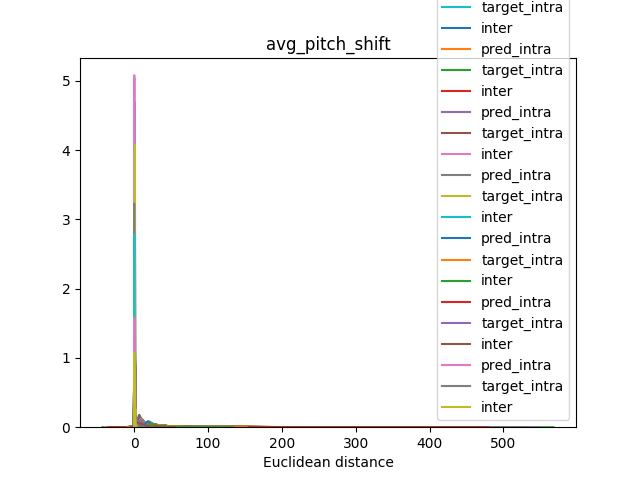 avg_pitch_shift
target_intra
inter
pred_intra
target_intra
inter
pred_intra
target_intra
inter
pred_intra
target_intra
inter
pred_intra
target_intra
inter
pred_intra
target_intra
inter
pred_intra
target_intra
inter
5
4
3
2
1
0
0 100 200 300 400 500
Euclidean distance